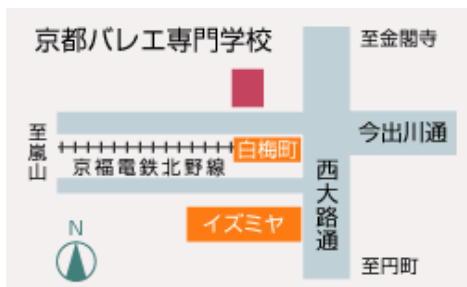 京都バレエ専門学校
至金閣寺
今出川通
至嵐山
白梅町
京福電鉄北野線
西大路通
イズミヤ
N
至円町